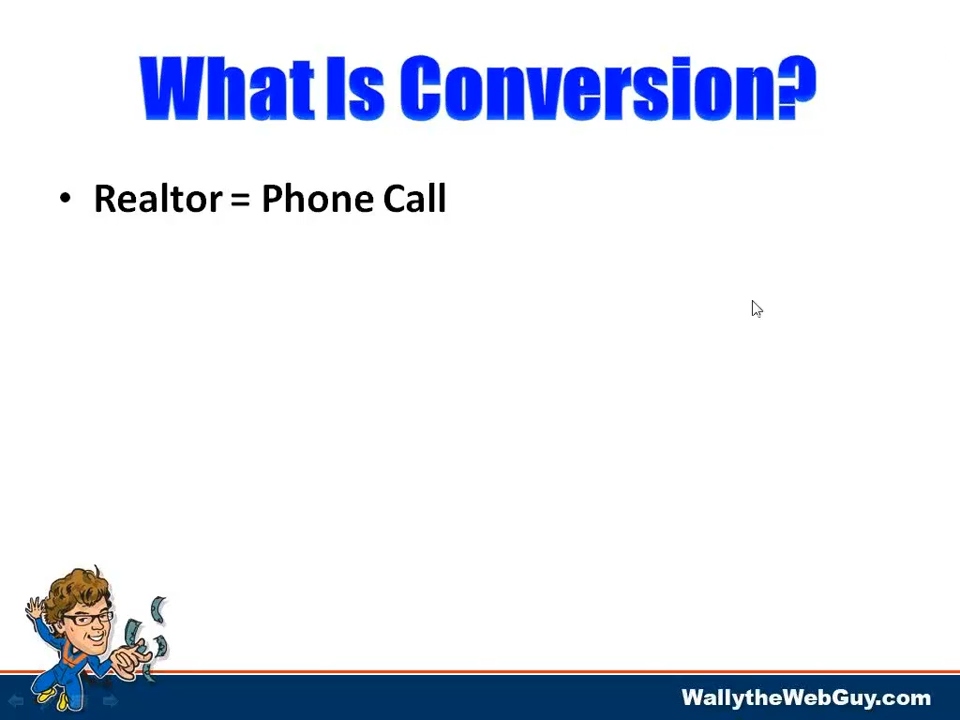 What Is Conversion?
• Realtor = Phone Call
WallytheWebGuy.com